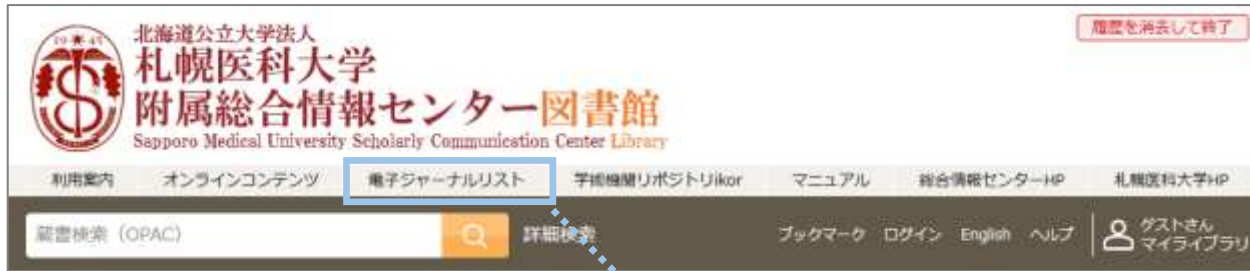 北海道公立大学法人
履歴を消去して終了
札幌医科大学
附属総合情報センター図書館
Sapporo Medical University Scholarly Communication Center Library
利用案内 オンラインコンテンツ 電子ジャーナルリスト 学術機関リポジトリikor マニュアル 総合情報センターHP 札幌医科大学HP
蔵書検索（OPAC） 詳細検索 ブックマーク ログイン English ヘルプ ゲストさん
マイライブラリ